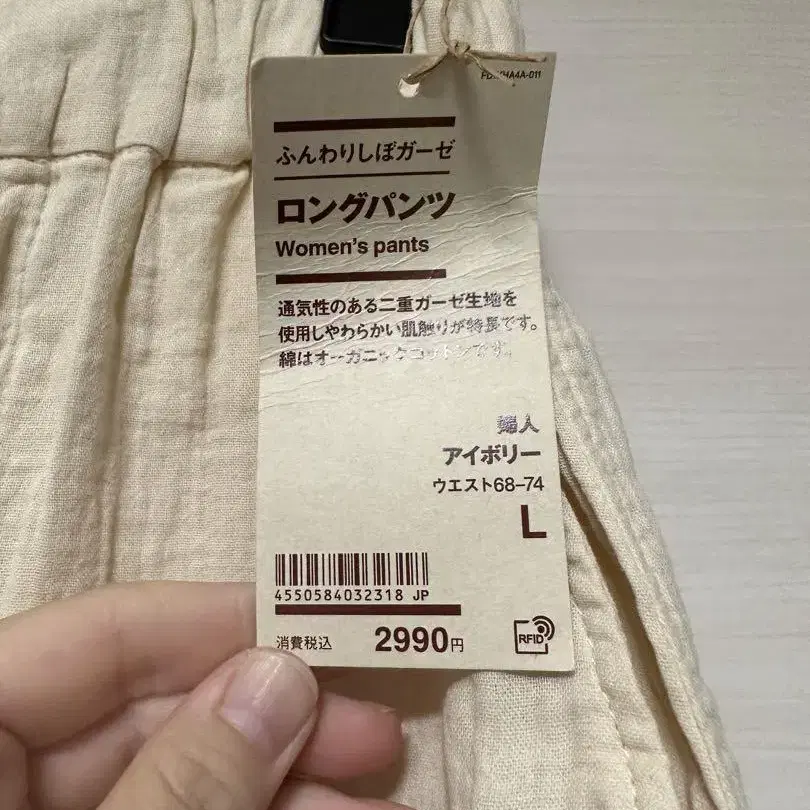 ふんわりしぼガーゼ
ロングパンツ
Women's pants
通気性のある二重ガーゼ生地を
使用しやわらかい肌触りが特長です。
綿はオーガニックコットンです。
婦人
アイボリー
ウエスト68–74
L
4550584032318 JP
消費税込 2990円
RFID